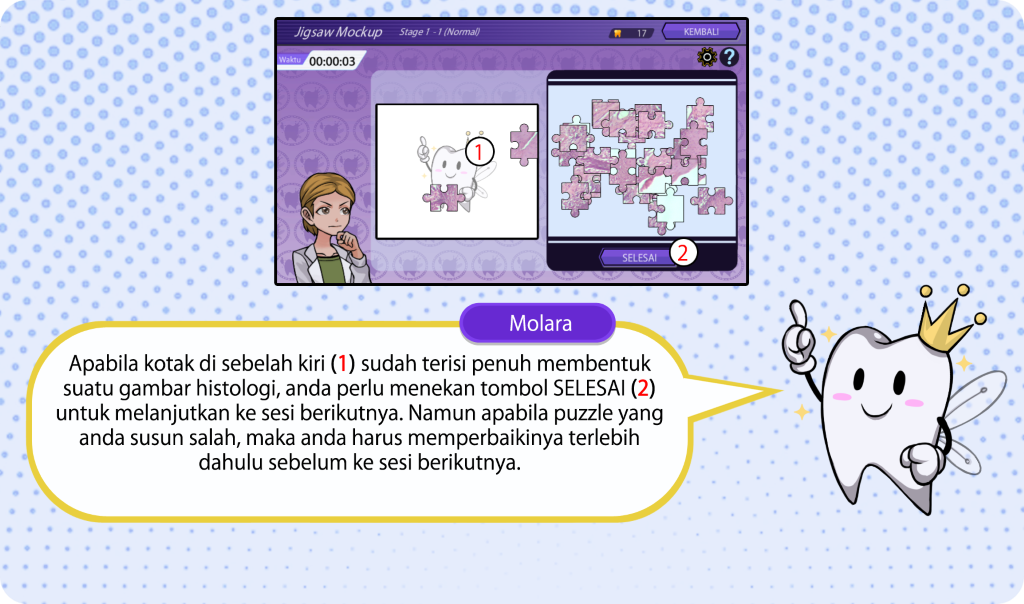 Jigsaw Mockup
Stage 1 - 1 (Normal)
17
KEMBALI
Waktu
00:00:03
?
1
SELESAI
2
Molara
Apabila kotak di sebelah kiri (1) sudah terisi penuh membentuk
suatu gambar histologi, anda perlu menekan tombol SELESAI (2)
untuk melanjutkan ke sesi berikutnya. Namun apabila puzzle yang
anda susun salah, maka anda harus memperbaikinya terlebih
dahulu sebelum ke sesi berikutnya.